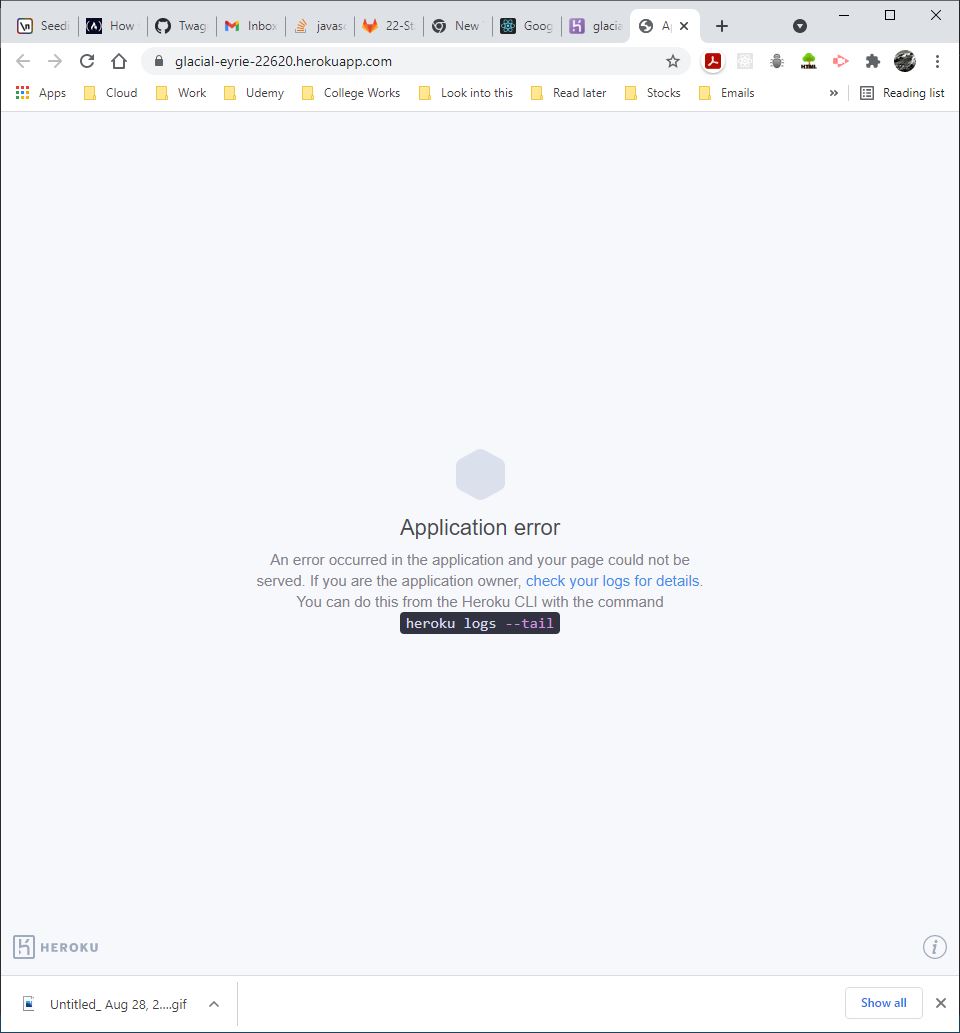 Seedi
How
Twag
Inbox
javasc
22-St
New
Goog
glacia
A
glacial-eyrie-22620.herokuapp.com
HTML
Apps Cloud Work Udemy College Works Look into this Read later Stocks Emails » Reading list
Application error
An error occurred in the application and your page could not be
served. If you are the application owner, check your logs for details.
You can do this from the Heroku CLI with the command
heroku logs --tail
HEROKU
Untitled_ Aug 28, 2....gif
Show all